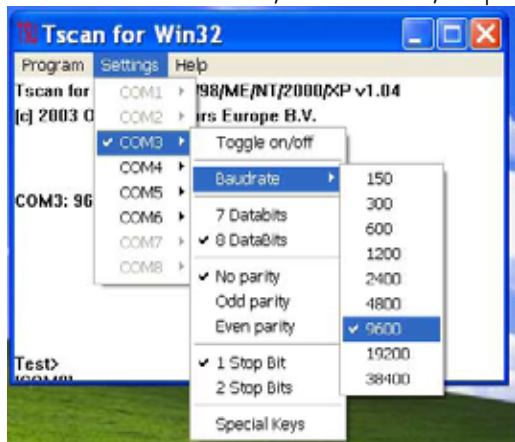 Tscan for Win32
Program Settings Help
Tscan for /98/ME/NT/2000/XP v1.04
[c] 2003 O rs Europe B.V.
COM3: 96
Test>
COM1
COM2
COM3
COM4
COM5
COM6
COM7
COM8
Toggle on/off
Baudrate
7 Databits
8 DataBits
No parity
Odd parity
Even parity
1 Stop Bit
2 Stop Bits
Special Keys
150
300
600
1200
2400
4800
9600
19200
38400